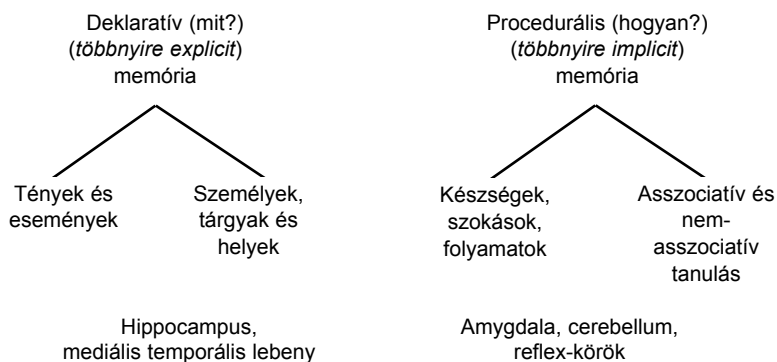 Deklaratív (mit?)
(többnyire explicit)
memória
Procedurális (hogyan?)
(többnyire implicit)
memória
Tények és
események
Személyek,
tárgyak és
helyek
Készségek,
szokások,
folyamatok
Asszociatív és
nem-
asszociatív
tanulás
Hippocampus,
mediális temporális lebeny
Amygdala, cerebellum,
reflex-körök